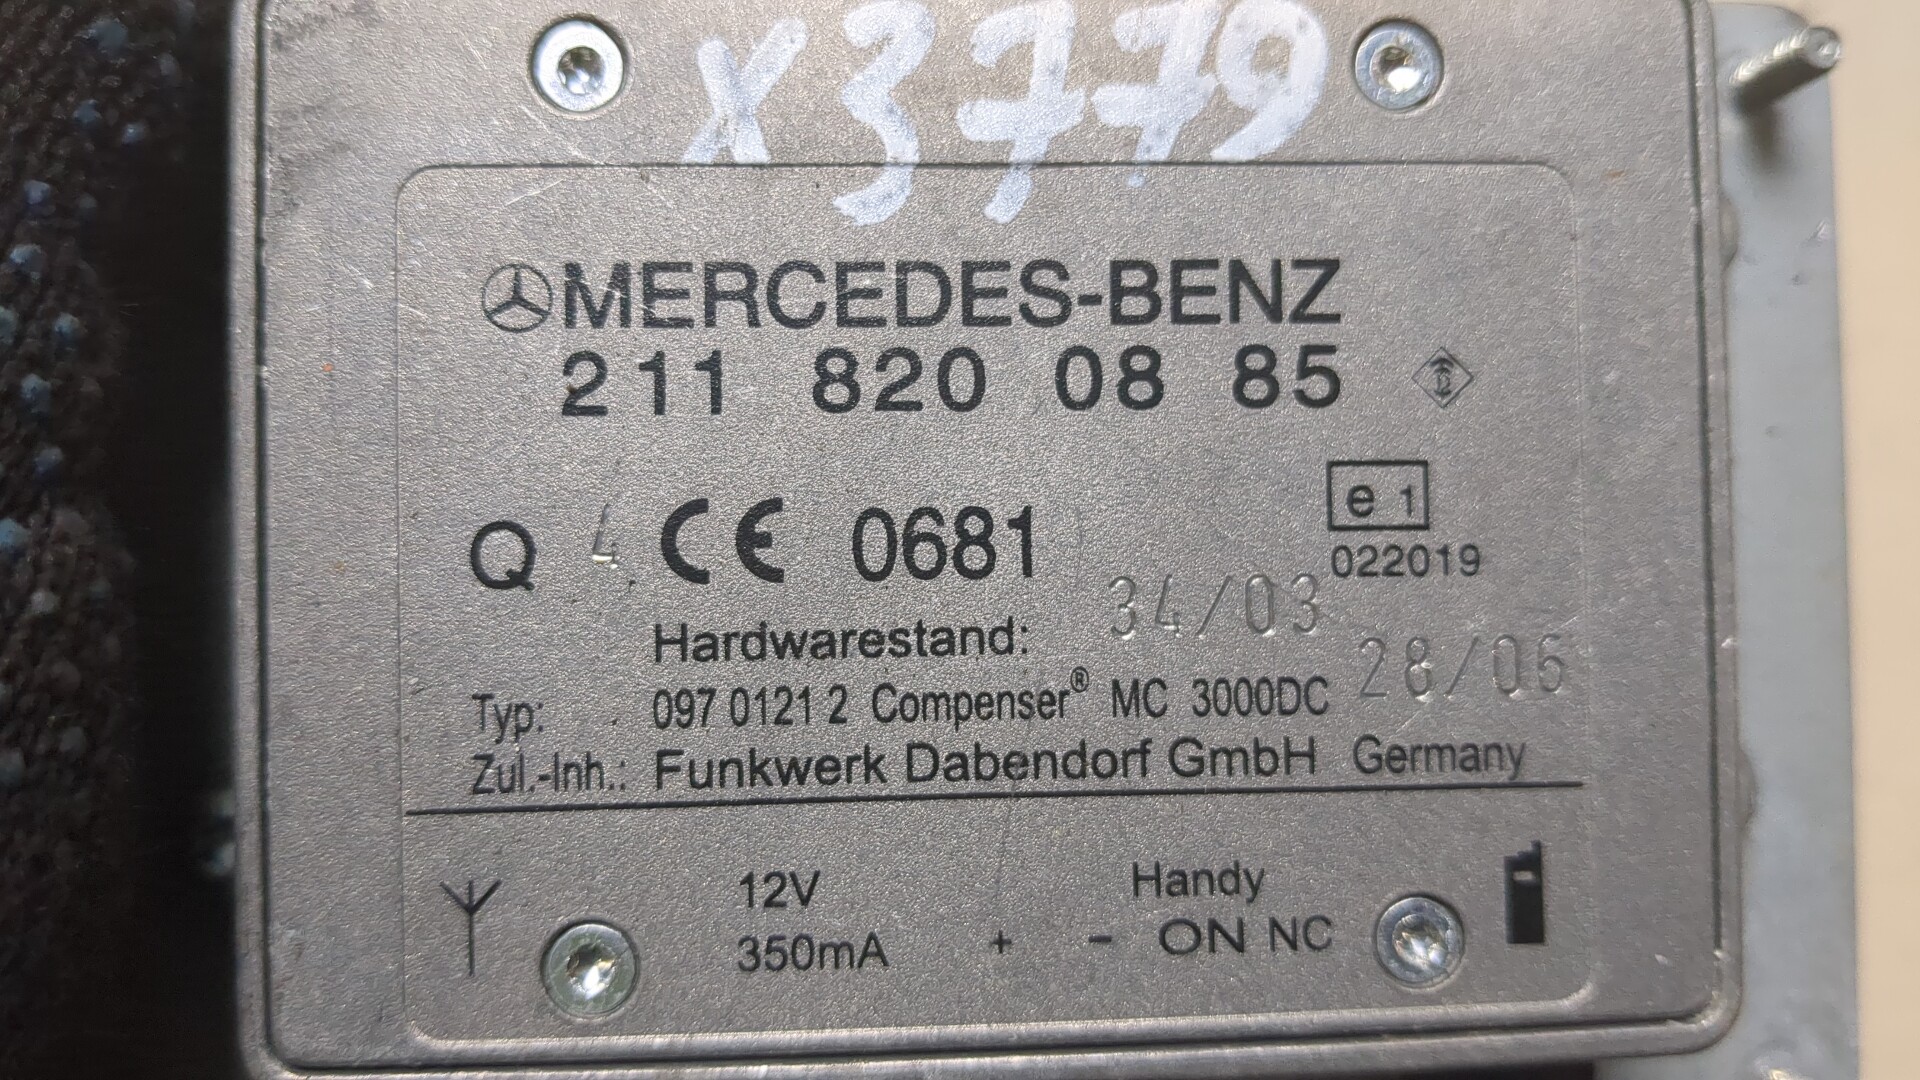 X3779
MERCEDES-BENZ
211 820 08 85
Q 4 CE 0681
e 1
022019
Hardwarestand: 34/03
Typ: 097 0121 2 Compenser® MC 3000DC 28/06
Zul.-Inh.: Funkwerk Dabendorf GmbH Germany
12V
350mA
Handy
+ - ON NC